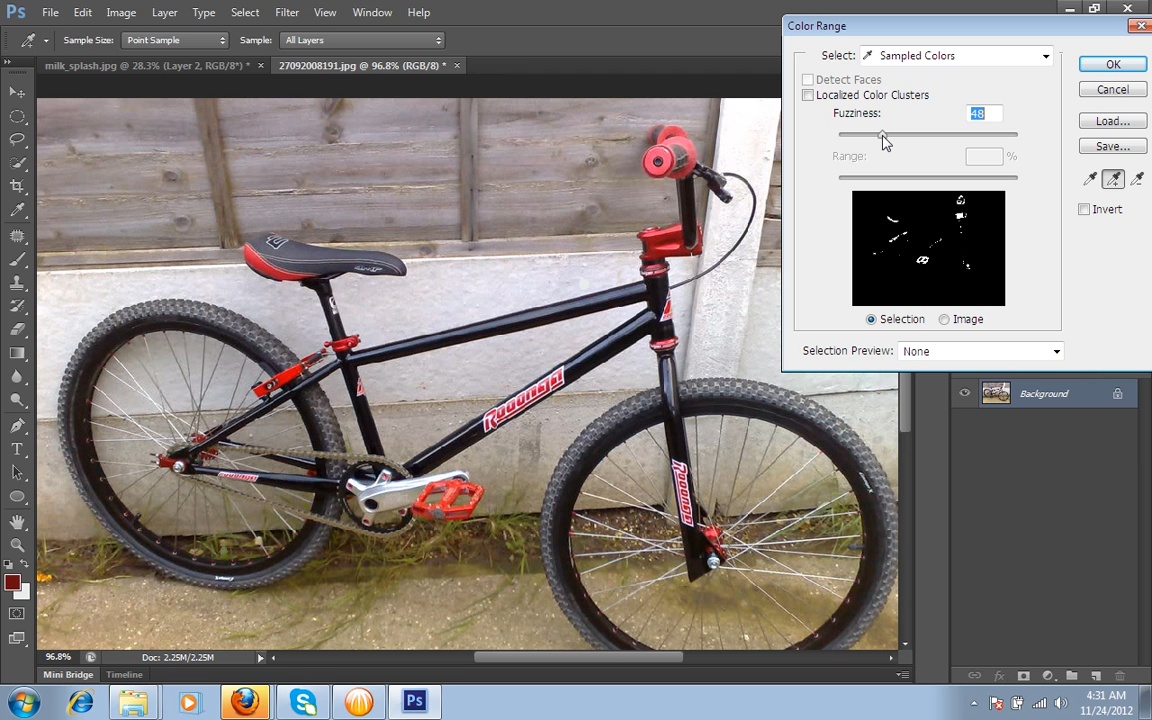 Ps File Edit Image Layer Type Select Filter View Window Help
Sample Size: Point Sample Sample: All Layers
milk_splash.jpg @ 28.3% (Layer 2, RGB/8*) * × 27092008191.jpg @ 96.8% (RGB/8) * ×
Color Range
Select: Sampled Colors
OK
Detect Faces
Cancel
Localized Color Clusters
Fuzziness: 48
Load...
Save...
Range: %
Invert
Selection Image
Selection Preview: None
Background
Rooonga
Rooonga
96.8% Doc: 2.25M/2.25M
Mini Bridge Timeline
Ps
4:31 AM
11/24/2012